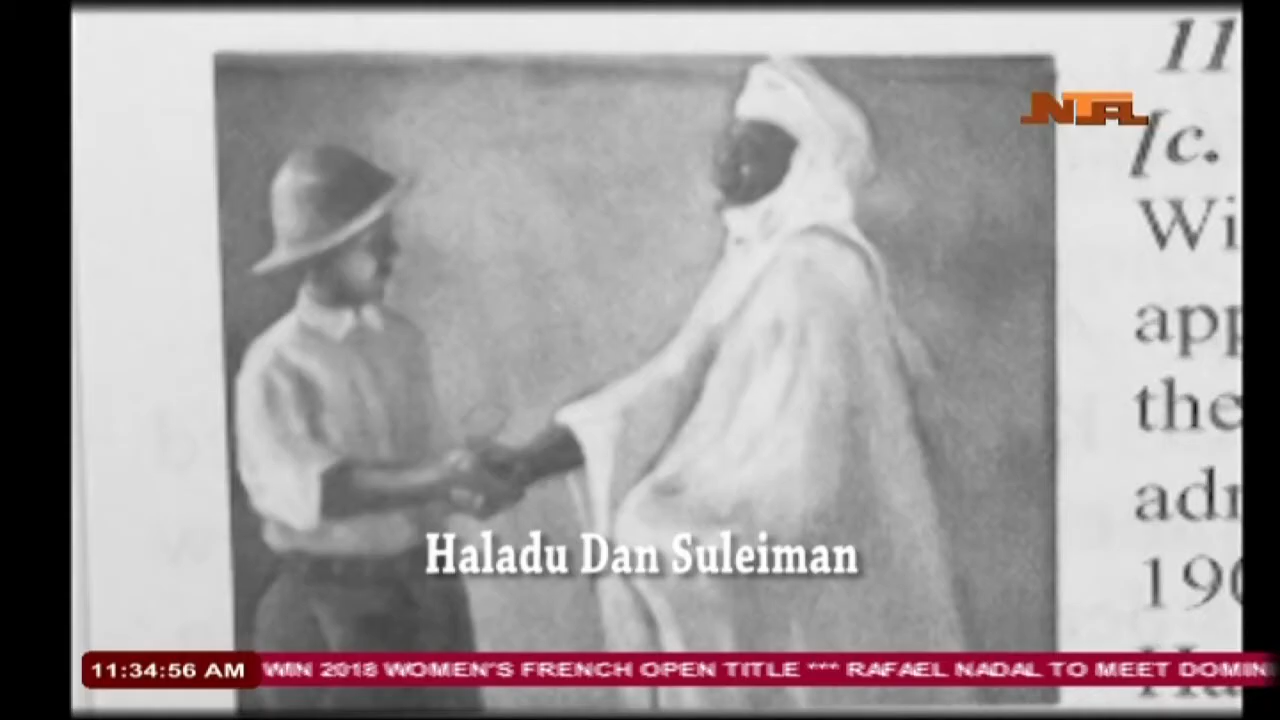 11
NTA
[c.
Wi
app
the
adr
190
Haladu Dan Suleiman
11:34:56 AM WIN 2018 WOMEN'S FRENCH OPEN TITLE *** RAFAEL NADAL TO MEET DOMIN